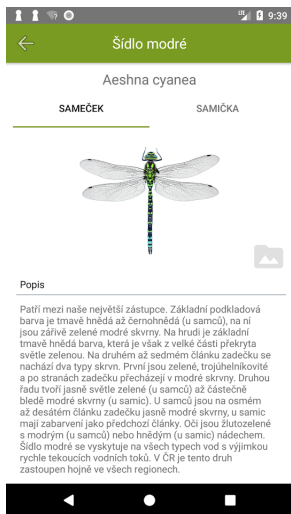 LTE 9:39
Šídlo modré
Aeshna cyanea
SAMEČEK SAMIČKA
Popis
Patří mezi naše největší zástupce. Základní podkladová
barva je tmavě hnědá až černohnědá (u samců), na ní
jsou zářivě zelené modré skvrny. Na hrudi je základní
tmavě hnědá barva, která je však z velké části překryta
světle zelenou. Na druhém až sedmém článku zadečku se
nachází dva typy skrvn. První jsou zelené, trojúhelníkovité
a po stranách zadečku přecházejí v modré skvrny. Druhou
řadu tvoří jasně světle zelené (u samců) až částečně
bledě modré skvrny (u samic). U samců jsou na osmém
až desátém článku zadečku jasně modré skvrny, u samic
mají zabarvení jako předchozí články. Oči jsou žlutozelené
s modrým (u samců) nebo hnědým (u samic) nádechem.
Šídlo modré se vyskytuje na všech typech vod s výjimkou
rychle tekoucích vodních toků. V ČR je tento druh
zastoupen hojně ve všech regionech.